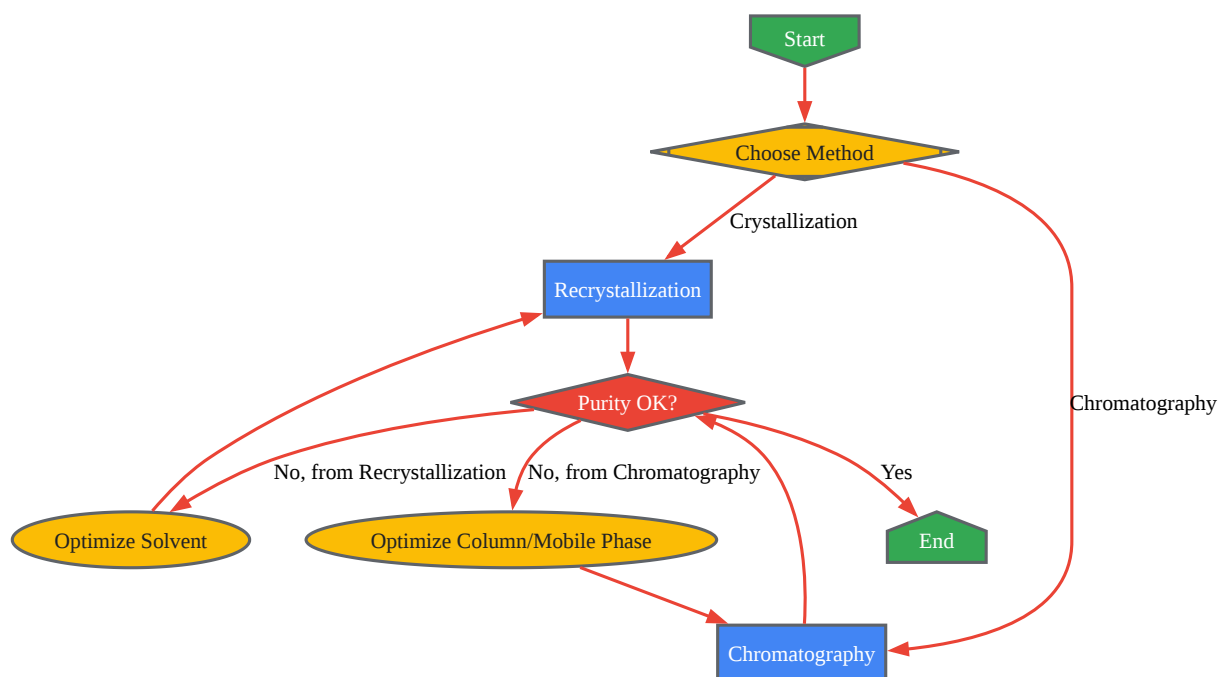 Start
Choose Method
Crystallization
Recrystallization
Purity OK?
Chromatography
No, from Recrystallization
No, from Chromatography
Yes
Optimize Solvent
Optimize Column/Mobile Phase
End
Chromatography